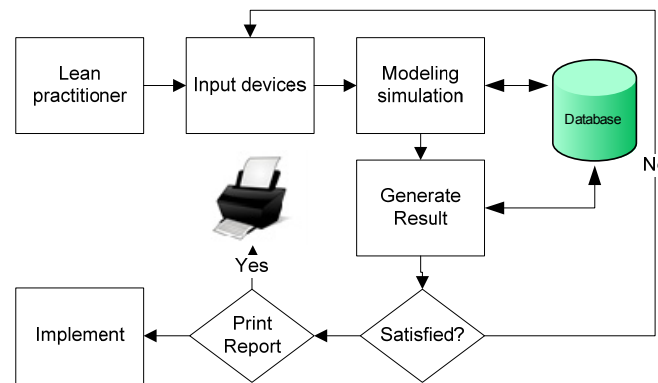 Lean
practitioner
Input devices
Modeling
simulation
Database
Generate
Result
Yes
Implement
Print
Report
Satisfied?